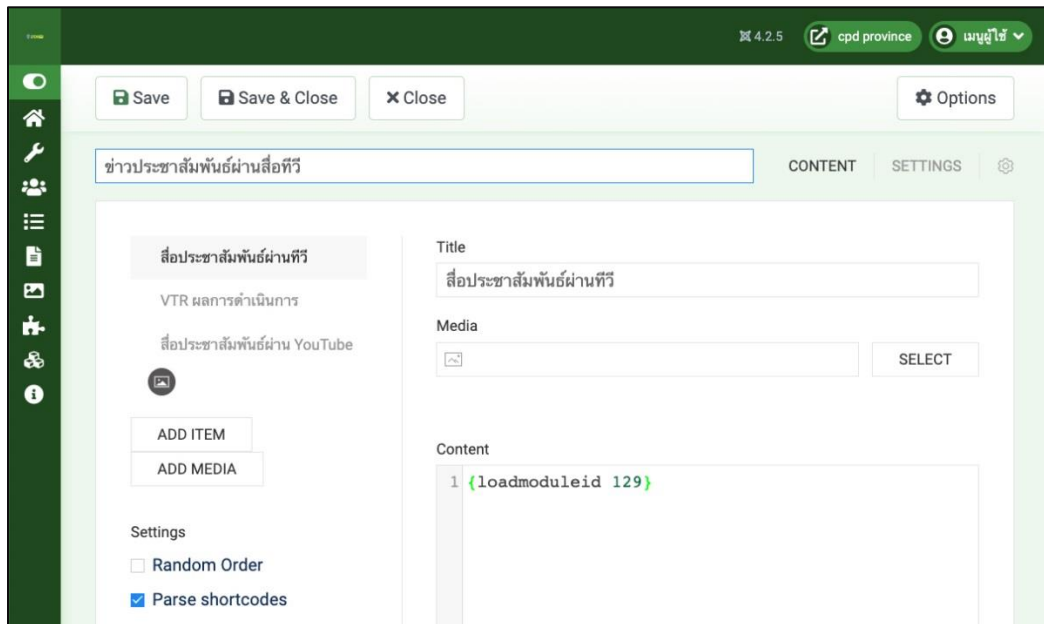 4.2.5
cpd province
เมนูผู้ใช้
Save
Save & Close
Close
Options
ข่าวประชาสัมพันธ์ผ่านสื่อทีวี
CONTENT
SETTINGS
สื่อประชาสัมพันธ์ผ่านทีวี
VTR ผลการดำเนินการ
สื่อประชาสัมพันธ์ผ่าน YouTube
ADD ITEM
ADD MEDIA
Settings
Random Order
Parse shortcodes
Title
สื่อประชาสัมพันธ์ผ่านทีวี
Media
SELECT
Content
1 {loadmoduleid 129}